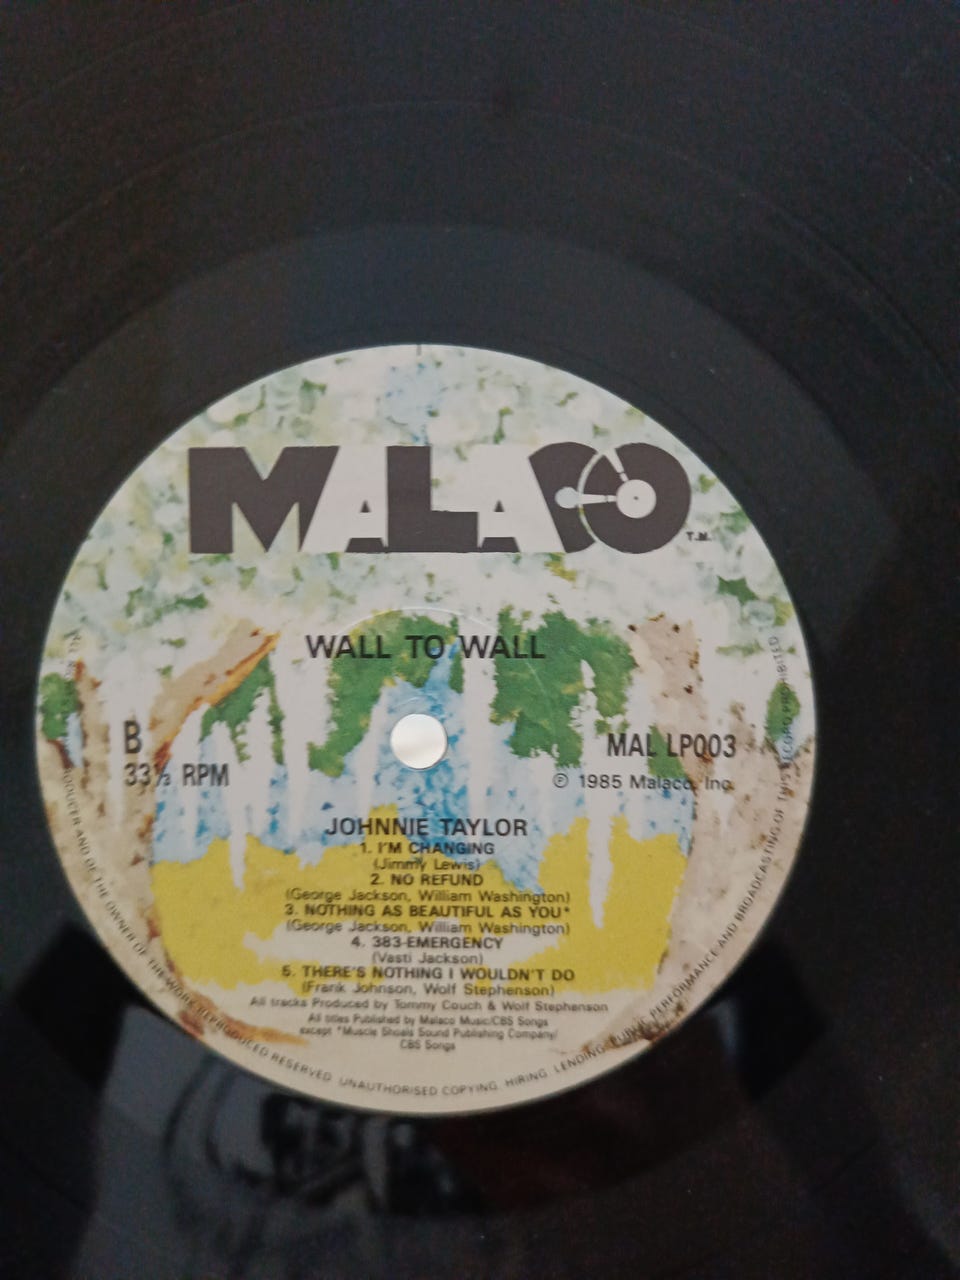 MALACO
T.M.
WALL TO WALL
B
33⅓ RPM
MAL LP003
℗ 1985 Malaco, Inc.
JOHNNIE TAYLOR
1. I'M CHANGING
(Jimmy Lewis)
2. NO REFUND
(George Jackson, William Washington)
3. NOTHING AS BEAUTIFUL AS YOU*
(George Jackson, William Washington)
4. 383-EMERGENCY
(Vasti Jackson)
5. THERE'S NOTHING I WOULDN'T DO
(Frank Johnson, Wolf Stephenson)
All tracks Produced by Tommy Couch & Wolf Stephenson
All titles Published by Malaco Music/CBS Songs
except *Muscle Shoals Sound Publishing Company/
CBS Songs
PRODUCER AND OF THE OWNER OF THE WORK REPRODUCED RESERVED. UNAUTHORISED COPYING, HIRING, LENDING, PUBLIC PERFORMANCE AND BROADCASTING OF THIS RECORD PROHIBITED